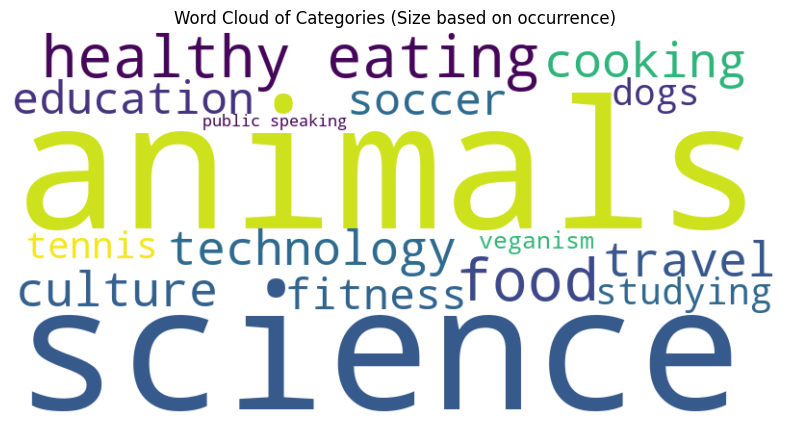 Word Cloud of Categories (Size based on occurrence)
healthy eating
cooking
education
soccer
dogs
public speaking
animals
tennis
technology
veganism
travel
culture
fitness
food
studying
science